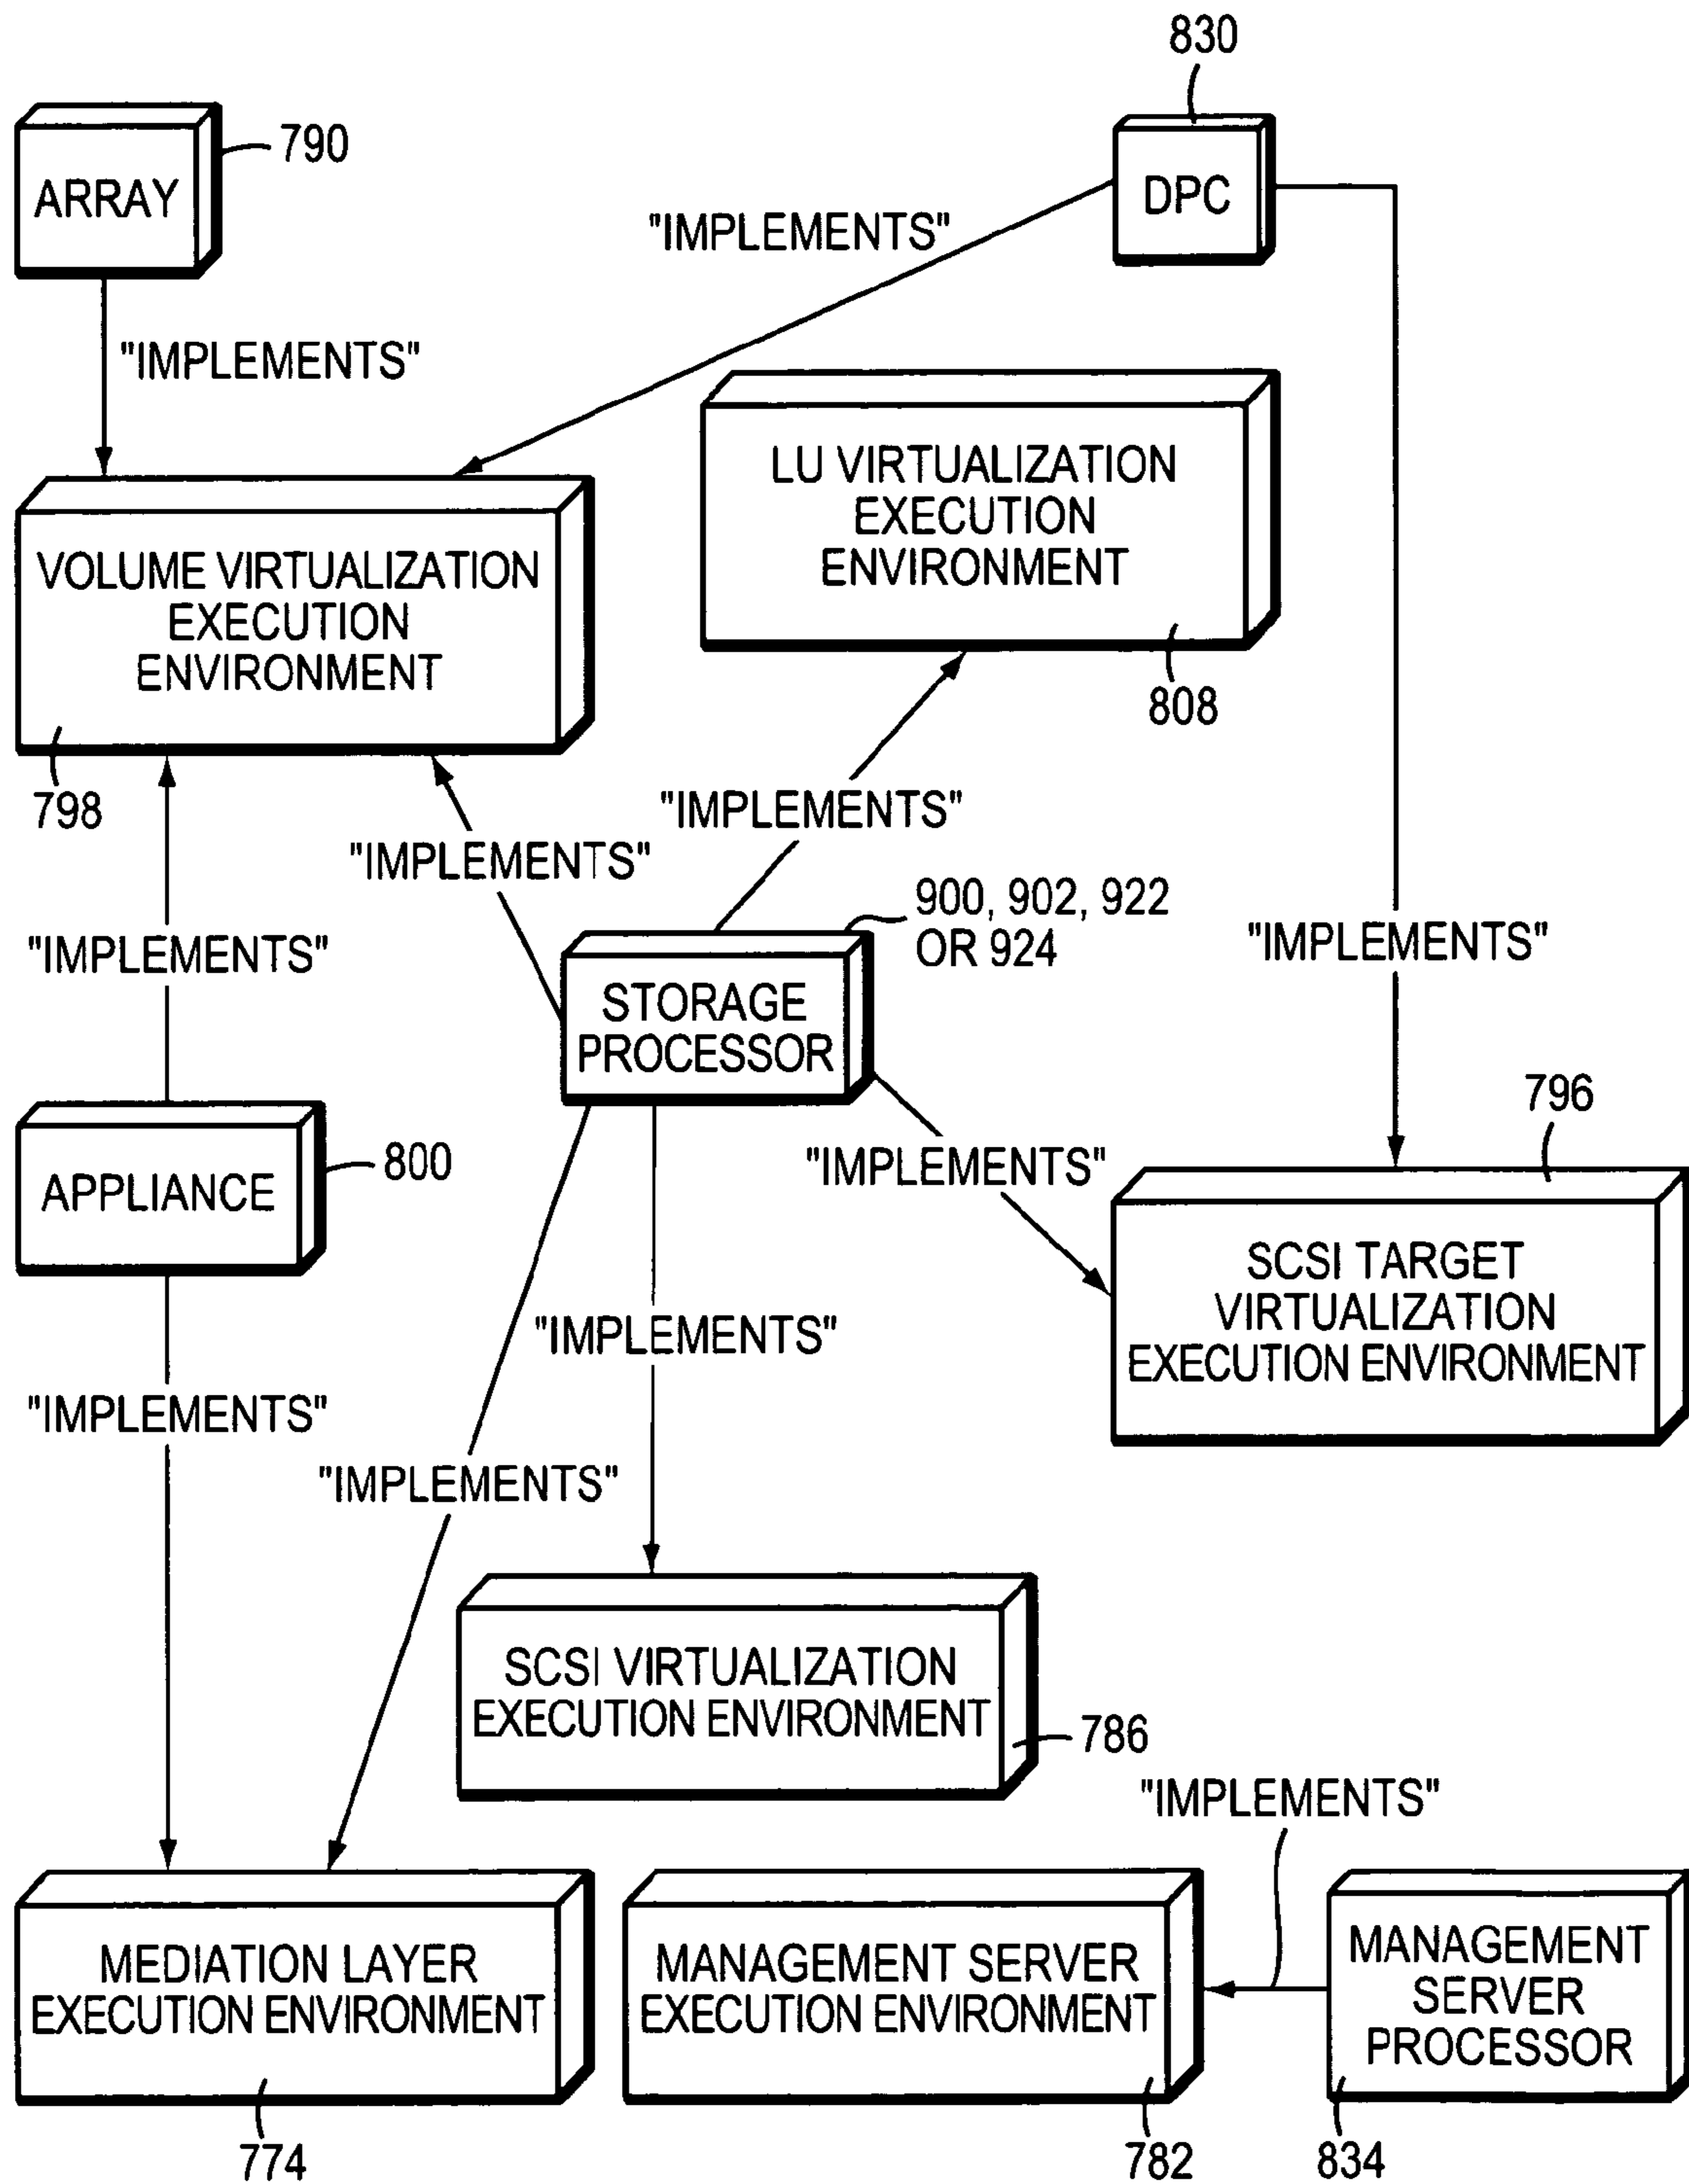 830
790
ARRAY
DPC
"IMPLEMENTS"
"IMPLEMENTS"
LU VIRTUALIZATION
EXECUTION
ENVIRONMENT
VOLUME VIRTUALIZATION
EXECUTION
ENVIRONMENT
808
798
"IMPLEMENTS"
"IMPLEMENTS"
900, 902, 922
OR 924
"IMPLEMENTS"
"IMPLEMENTS"
STORAGE
PROCESSOR
796
"IMPLEMENTS"
800
APPLIANCE
SCSI TARGET
VIRTUALIZATION
EXECUTION ENVIRONMENT
"IMPLEMENTS"
"IMPLEMENTS"
"IMPLEMENTS"
SCSI VIRTUALIZATION
EXECUTION ENVIRONMENT
786
"IMPLEMENTS"
MEDIATION LAYER
EXECUTION ENVIRONMENT
MANAGEMENT SERVER
EXECUTION ENVIRONMENT
MANAGEMENT
SERVER
PROCESSOR
774
782
834